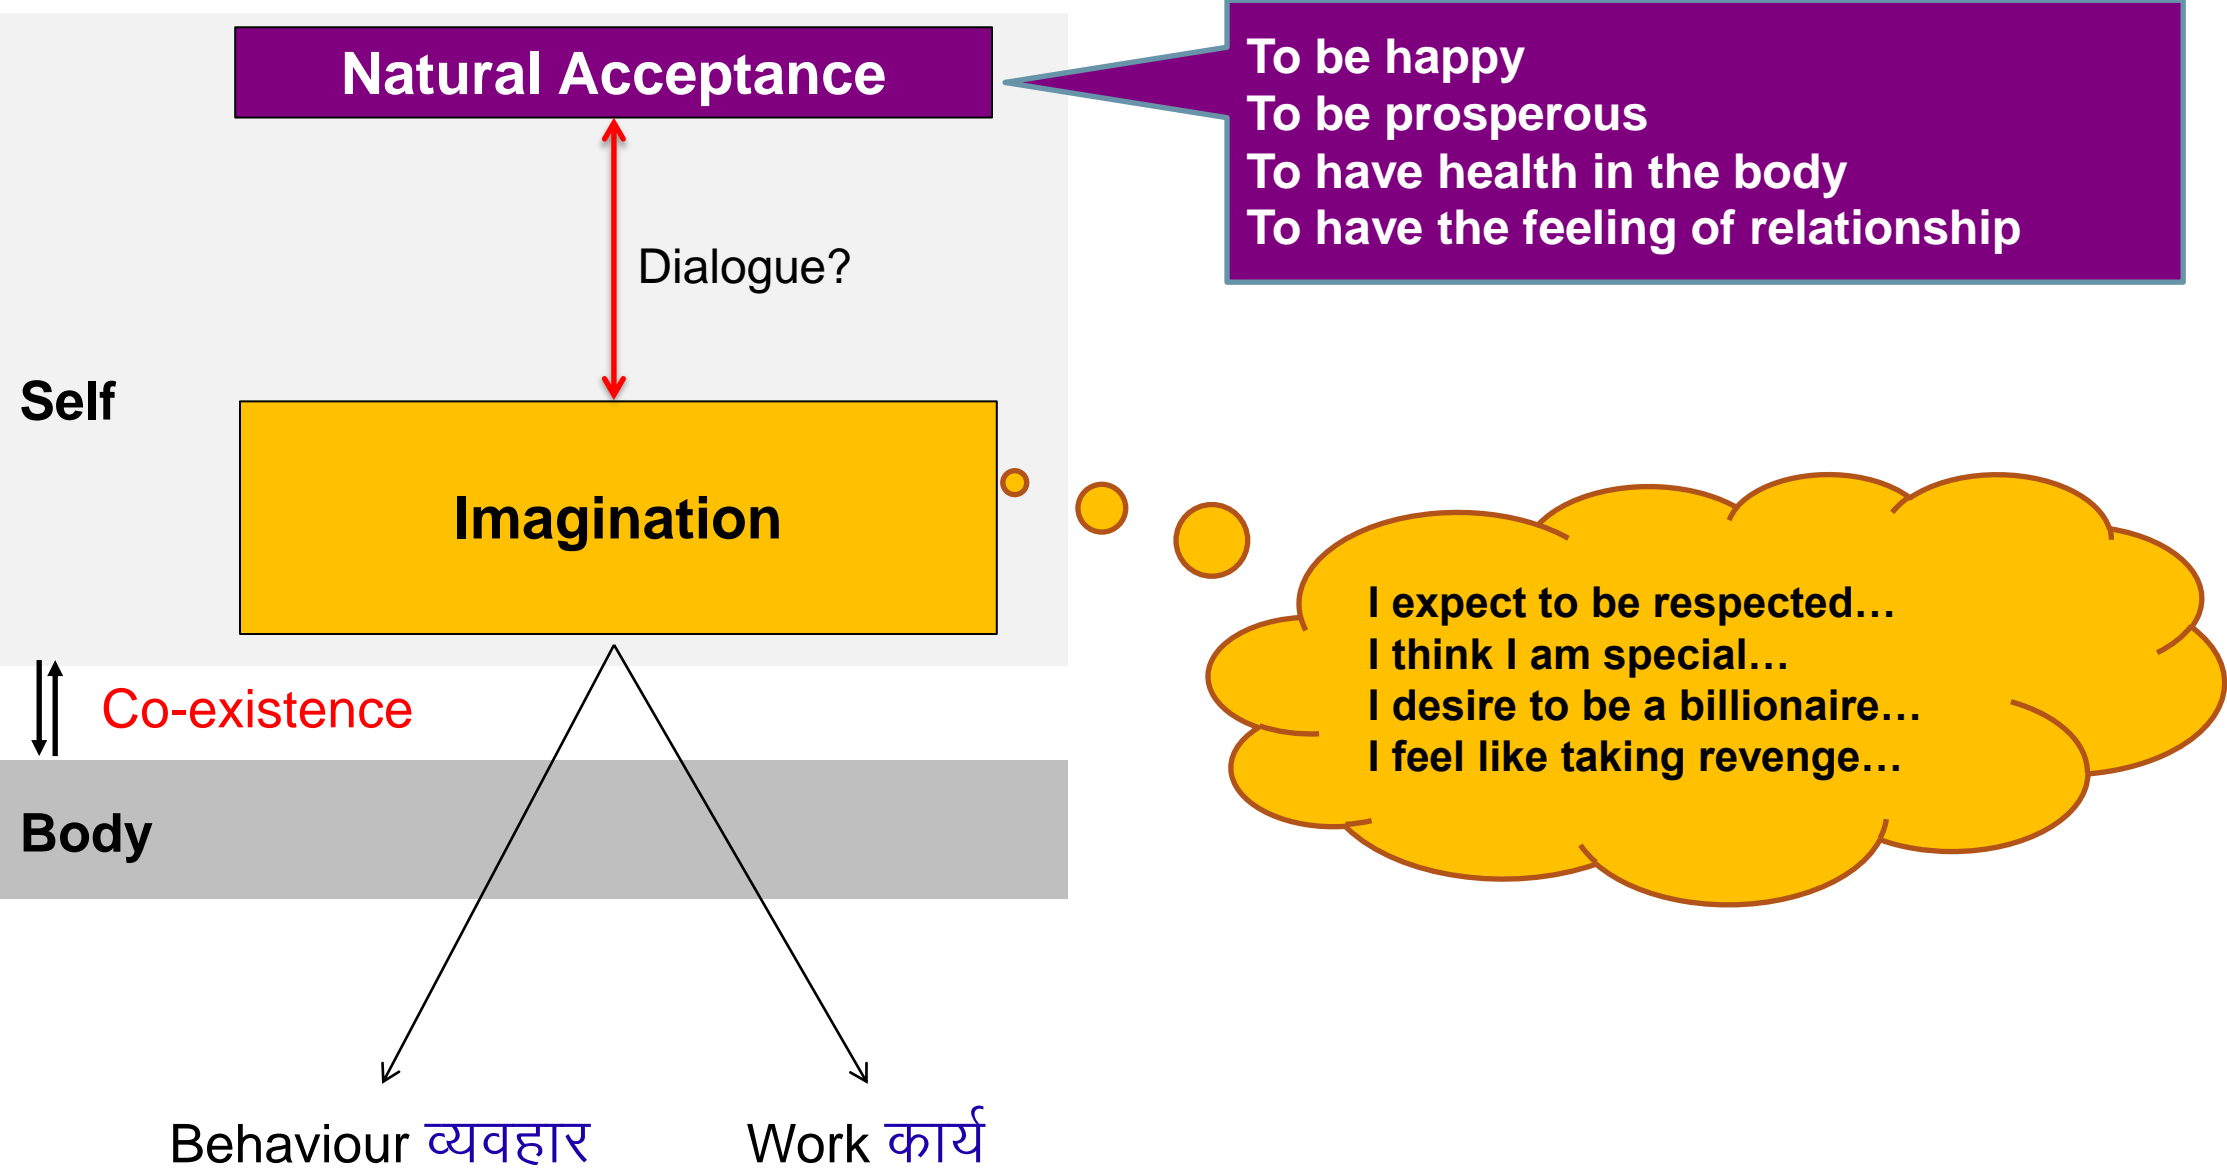 Natural Acceptance
To be happy
To be prosperous
To have health in the body
To have the feeling of relationship
Dialogue?
Self
Imagination
I expect to be respected…
I think I am special…
I desire to be a billionaire…
I feel like taking revenge…
Co-existence
Body
Behaviour व्यवहार
Work कार्य